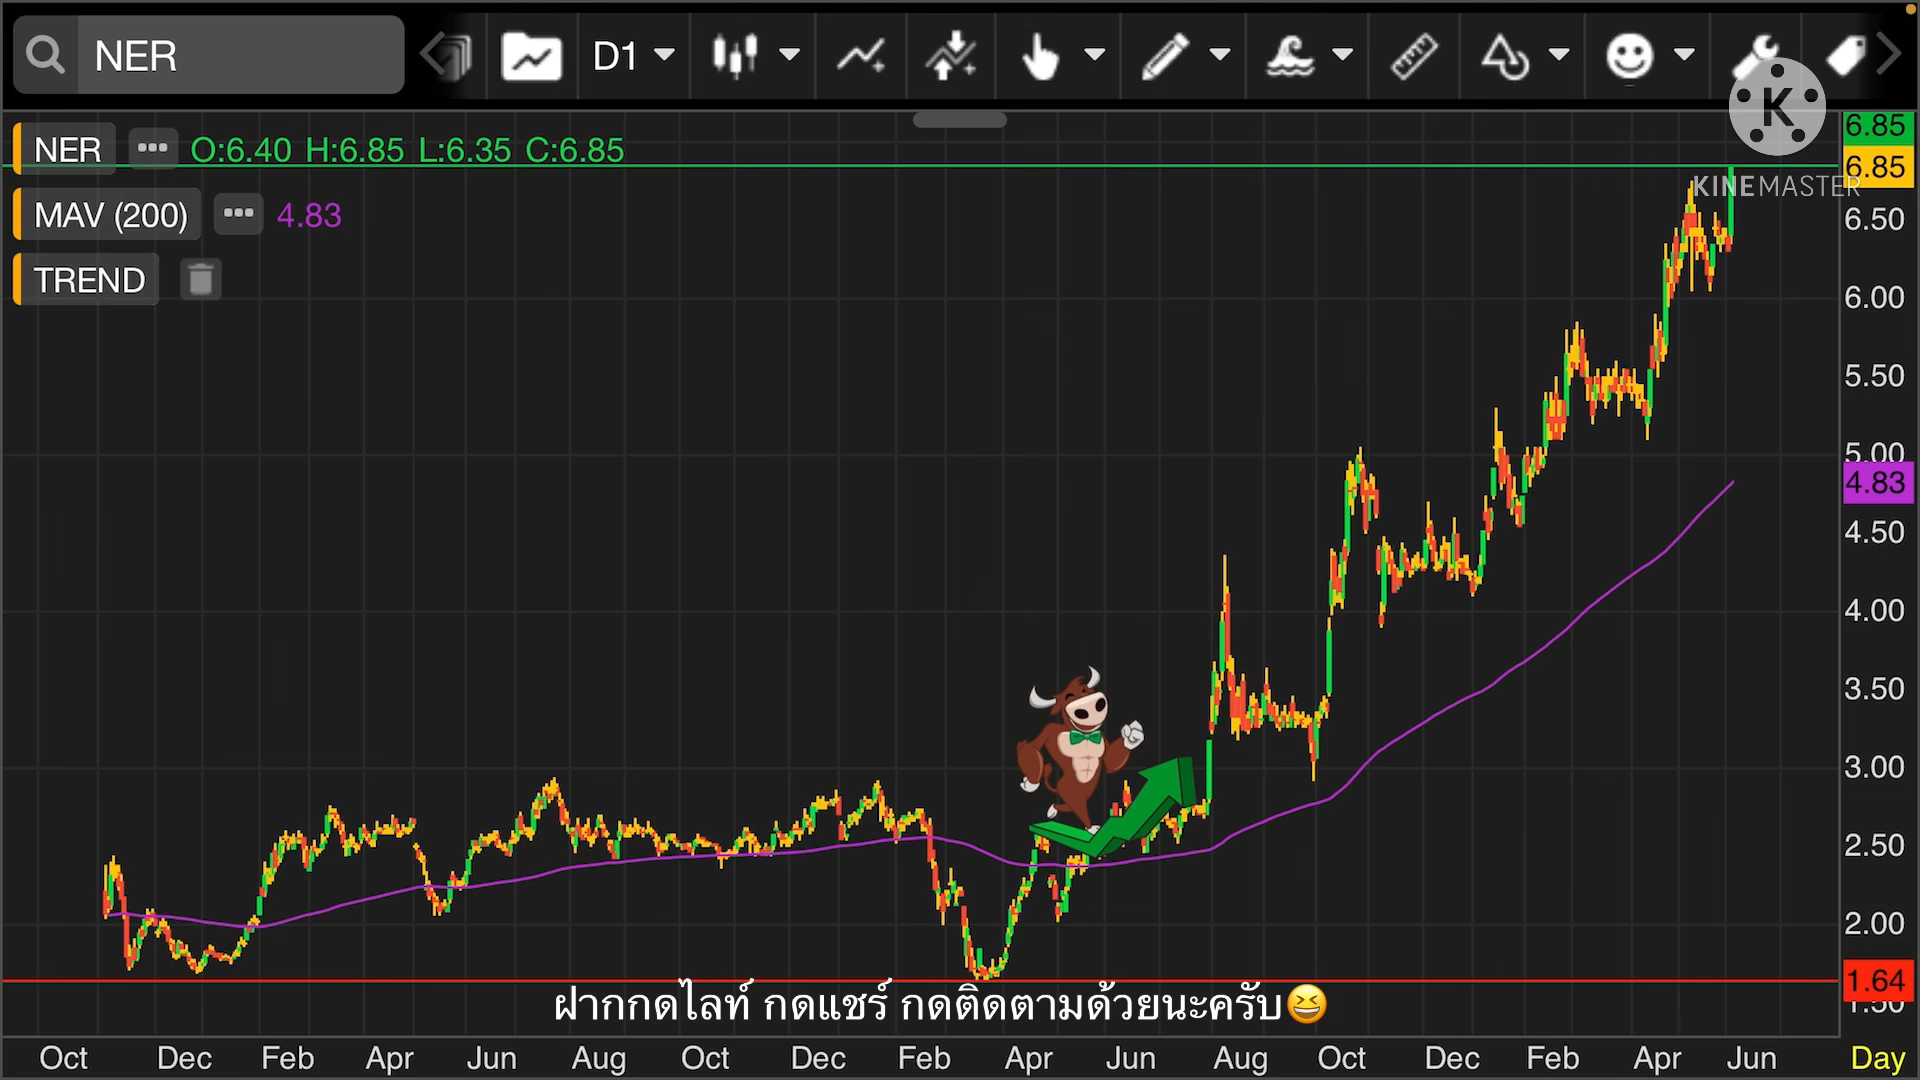 NER D1
K
KINEMASTER
NER O:6.40 H:6.85 L:6.35 C:6.85
MAV (200) 4.83
TREND
6.85
6.85
6.50
6.00
5.50
5.00
4.83
4.50
4.00
3.50
3.00
2.50
2.00
1.64
1.50
ฝากกดไลท์ กดแชร์ กดติดตามด้วยนะครับ😆
Oct Dec Feb Apr Jun Aug Oct Dec Feb Apr Jun Aug Oct Dec Feb Apr Jun Day